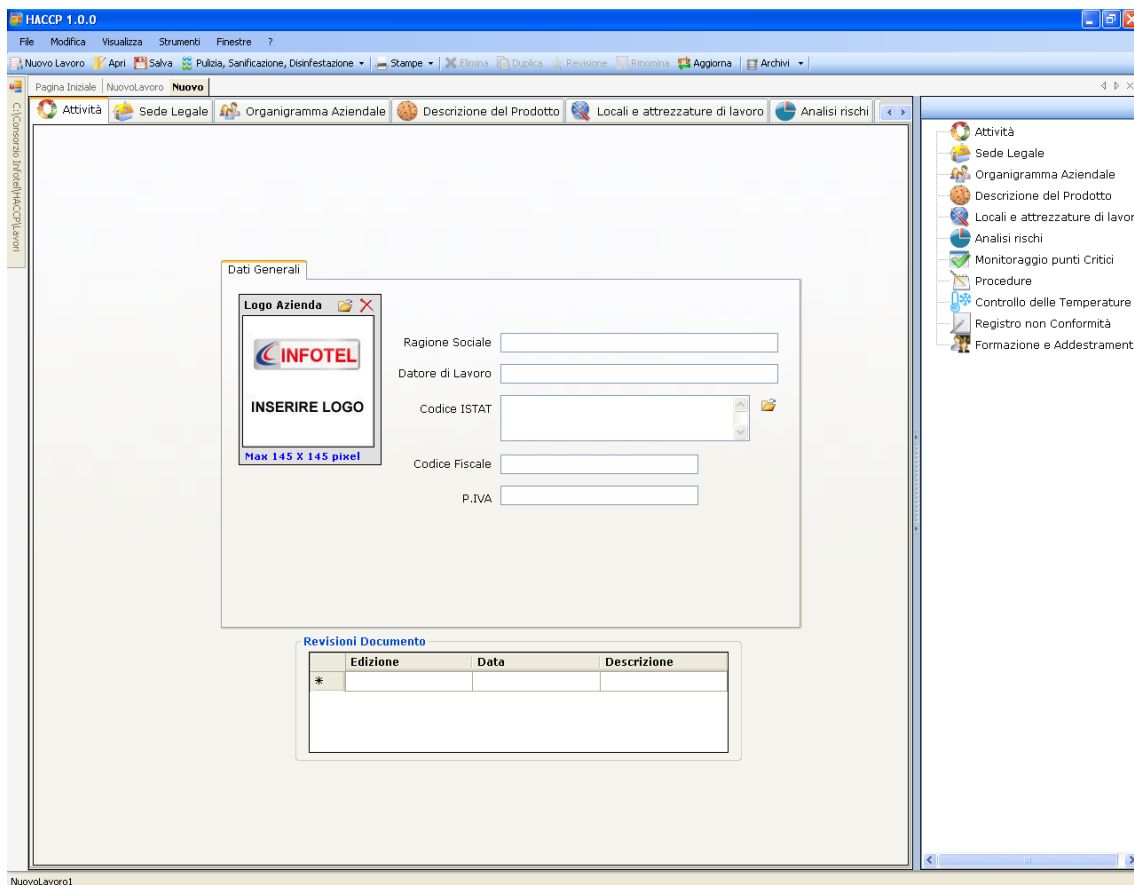 HACCP 1.0.0
File Modifica Visualizza Strumenti Finestre ?
Nuovo Lavoro Apri Salva Pulizia, Sanificazione, Disinfestazione Stampe Elimina Duplica Revisione Rinomina Aggiorna Archivi
Pagina Iniziale NuovoLavoro Nuovo
C:\Consorzio Infotel\HACCP\Lavori
Attività Sede Legale Organigramma Aziendale Descrizione del Prodotto Locali e attrezzature di lavoro Analisi rischi
Dati Generali
Logo Azienda
INFOTEL
INSERIRE LOGO
Max 145 X 145 pixel
Ragione Sociale
Datore di Lavoro
Codice ISTAT
Codice Fiscale
P.IVA
Revisioni Documento
Edizione Data Descrizione
*
Attività
Sede Legale
Organigramma Aziendale
Descrizione del Prodotto
Locali e attrezzature di lavor
Analisi rischi
Monitoraggio punti Critici
Procedure
Controllo delle Temperature
Registro non Conformità
Formazione e Addestrament
NuovoLavoro1